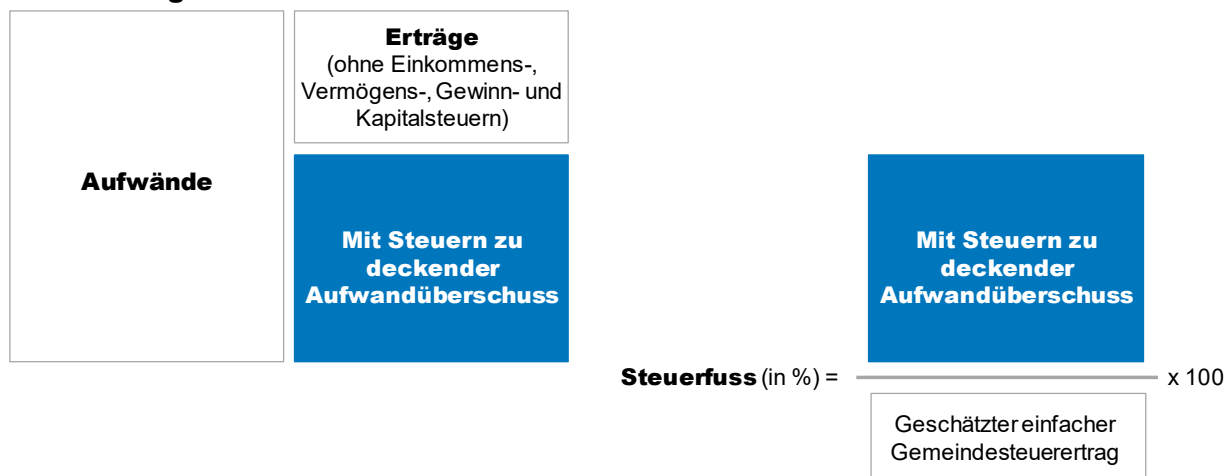 Aufwände
Erträge
(ohne Einkommens-,
Vermögens-, Gewinn- und
Kapitalsteuern)
Mit Steuern zu
deckender
Aufwandüberschuss
Mit Steuern zu
deckender
Aufwandüberschuss
Steuerfuss (in %) = x 100
Geschätzter einfacher
Gemeindesteuerertrag